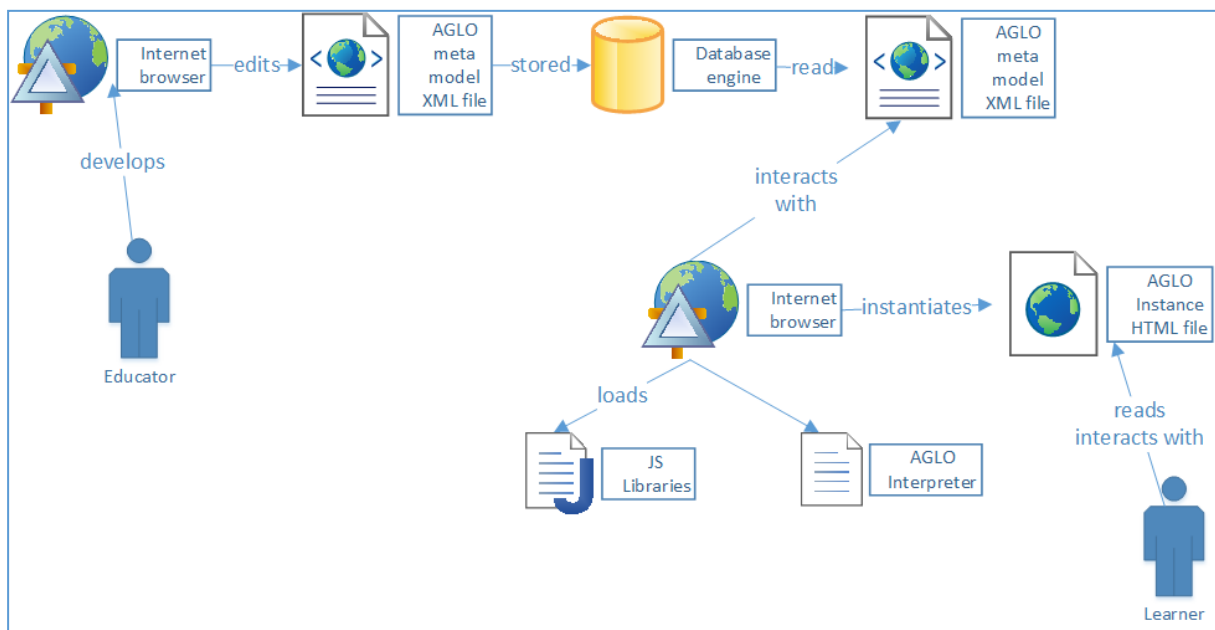 Internet
browser
edits
AGLO
meta
model
XML file
stored
Database
engine
read
AGLO
meta
model
XML file
develops
interacts
with
Educator
Internet
browser
instantiates
AGLO
Instance
HTML file
loads
reads
interacts with
JS
Libraries
AGLO
Interpreter
Learner